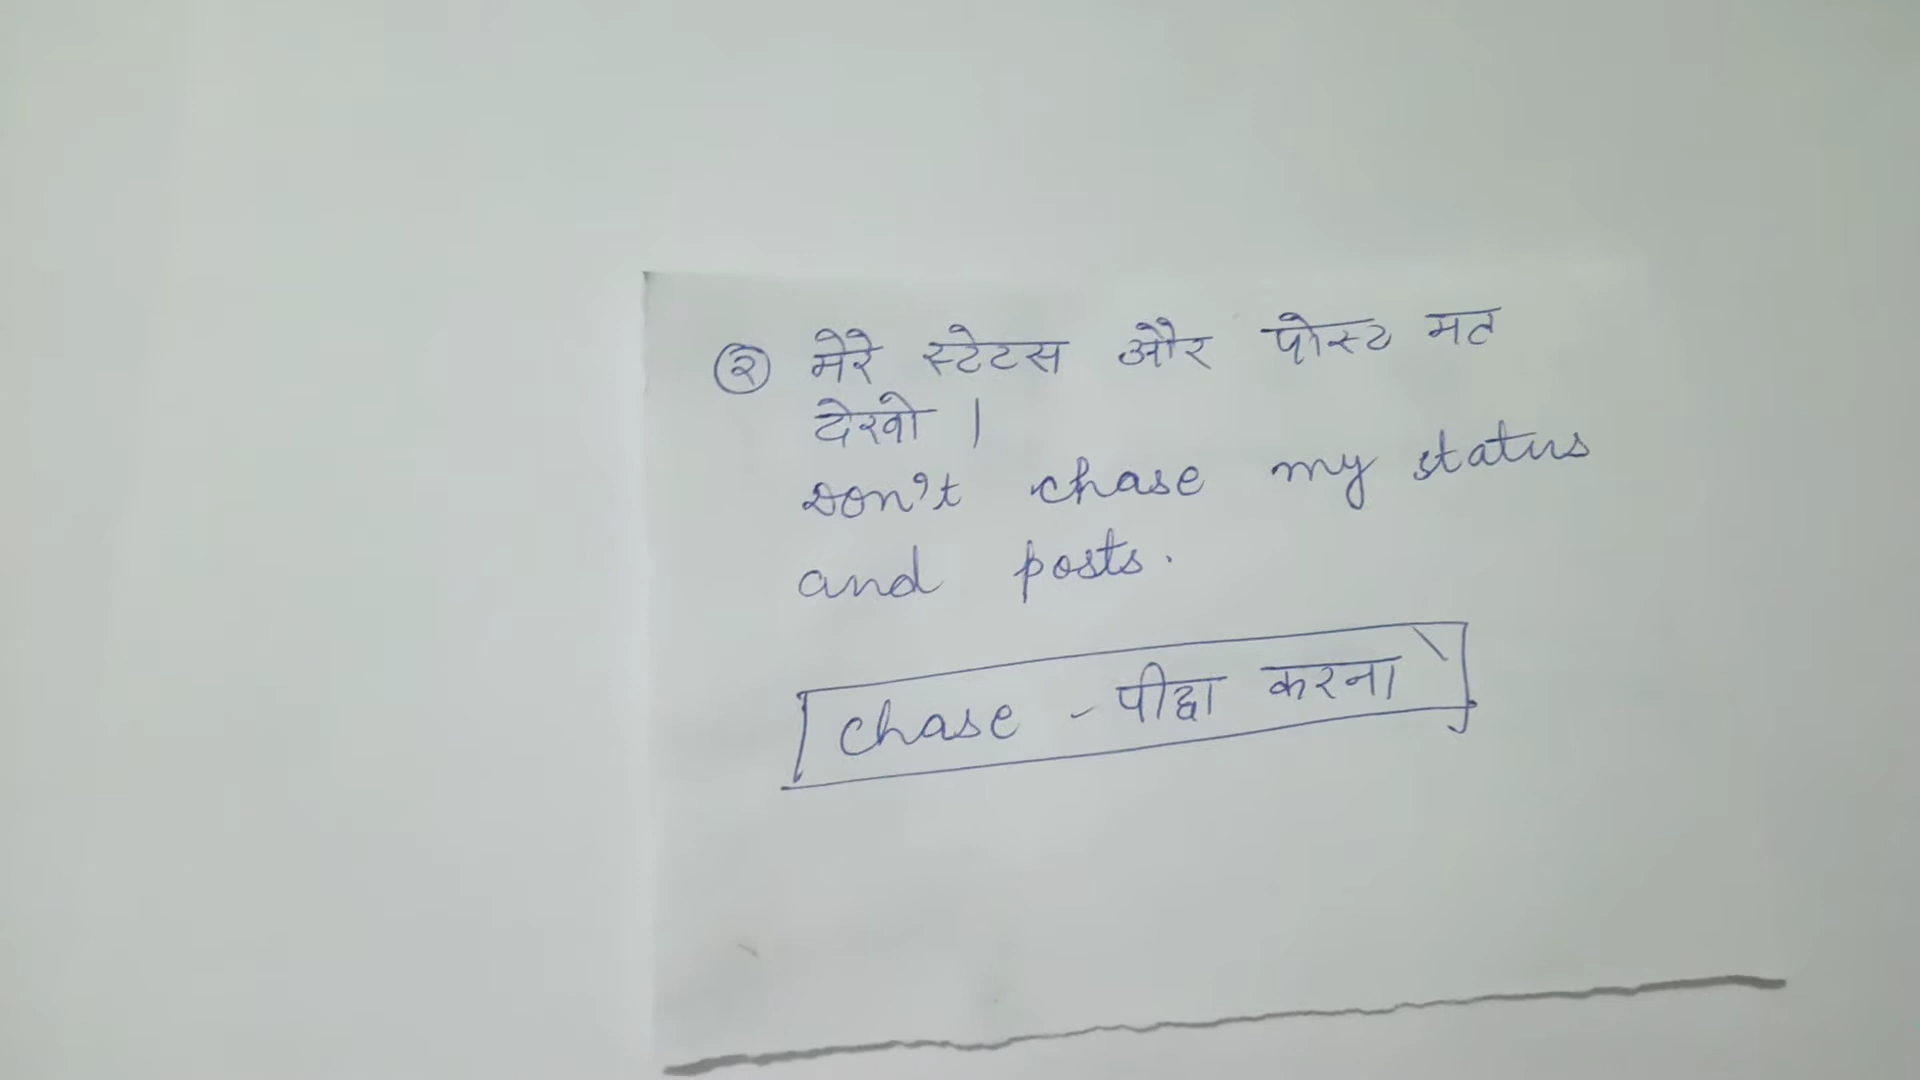 ② मेरे स्टेटस और पोस्ट मत
देखो ।
Don't chase my status
and posts.
chase - पीछा करना